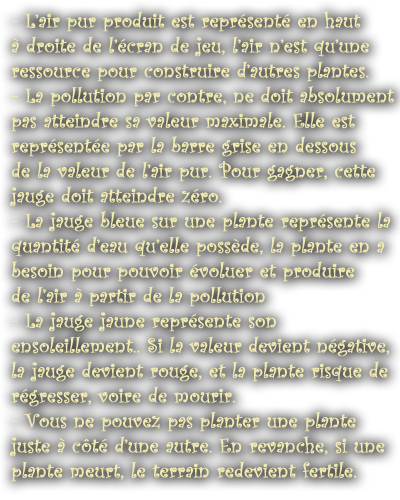 - L'air pur produit est représenté en haut
à droite de l'écran de jeu, l'air n'est qu'une
ressource pour construire d'autres plantes.
- La pollution par contre, ne doit absolument
pas atteindre sa valeur maximale. Elle est
représentée par la barre grise en dessous
de la valeur de l'air pur. Pour gagner, cette
jauge doit atteindre zéro.
- La jauge bleue sur une plante représente la
quantité d'eau qu'elle possède, la plante en a
besoin pour pouvoir évoluer et produire
de l'air à partir de la pollution
- La jauge jaune représente son
ensoleillement.. Si la valeur devient négative,
la jauge devient rouge, et la plante risque de
régresser, voire de mourir.
- Vous ne pouvez pas planter une plante
juste à côté d'une autre. En revanche, si une
plante meurt, le terrain redevient fertile.